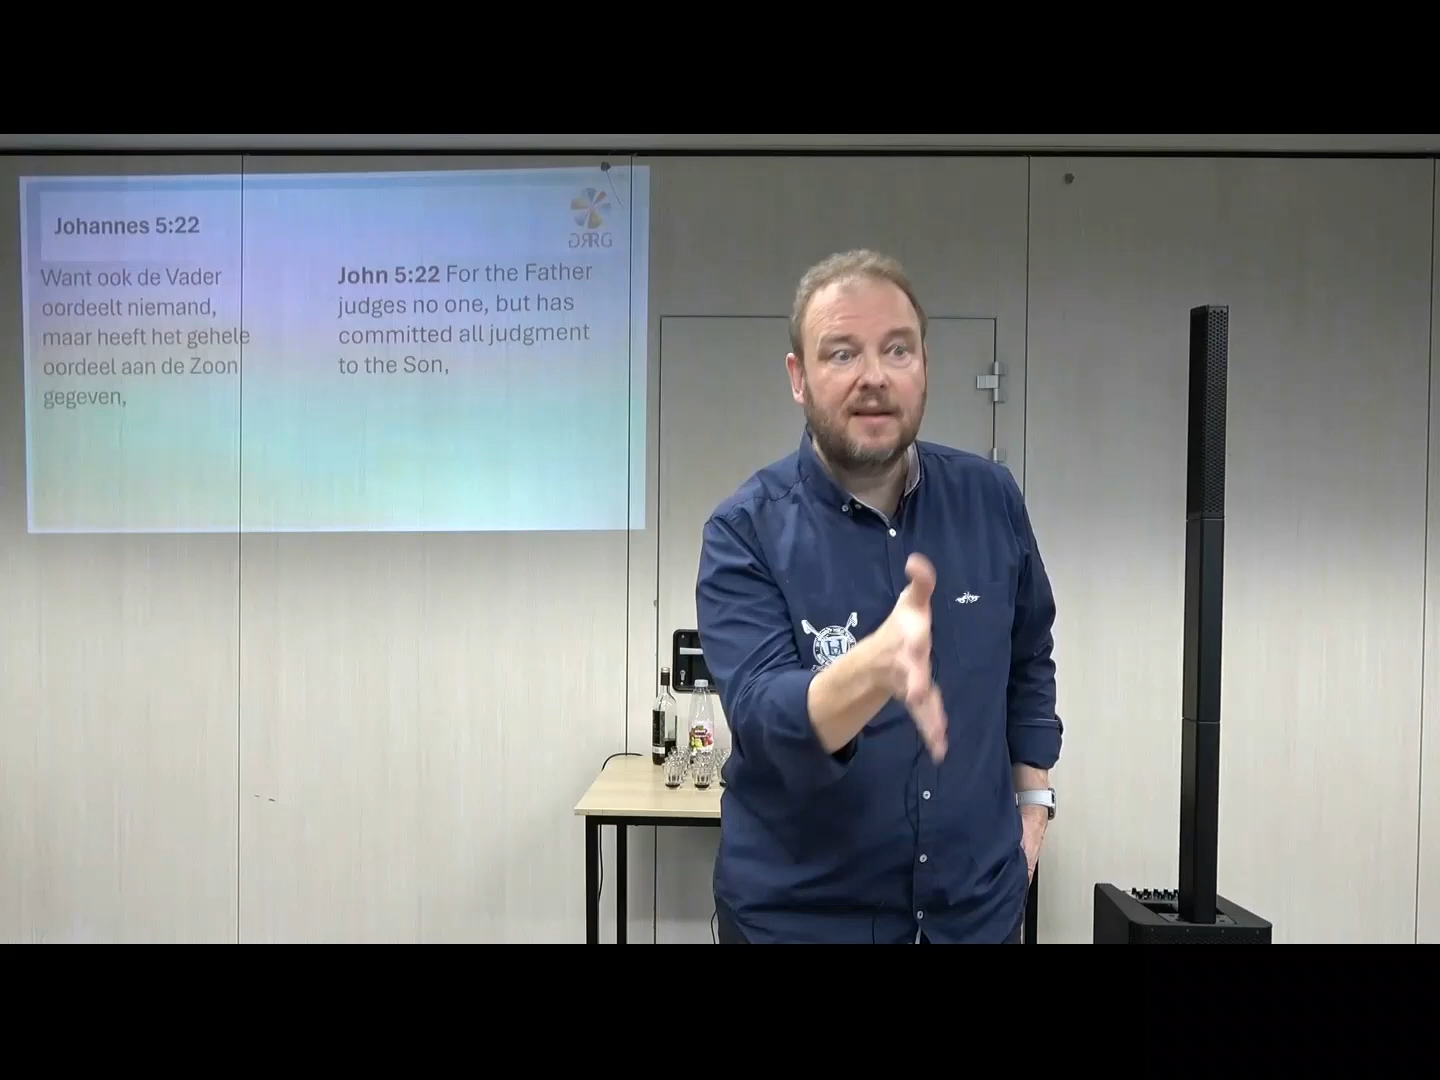 Johannes 5:22
Want ook de Vader
oordeelt niemand,
maar heeft het gehele
oordeel aan de Zoon
gegeven,
GRRG
John 5:22 For the Father
judges no one, but has
committed all judgment
to the Son,